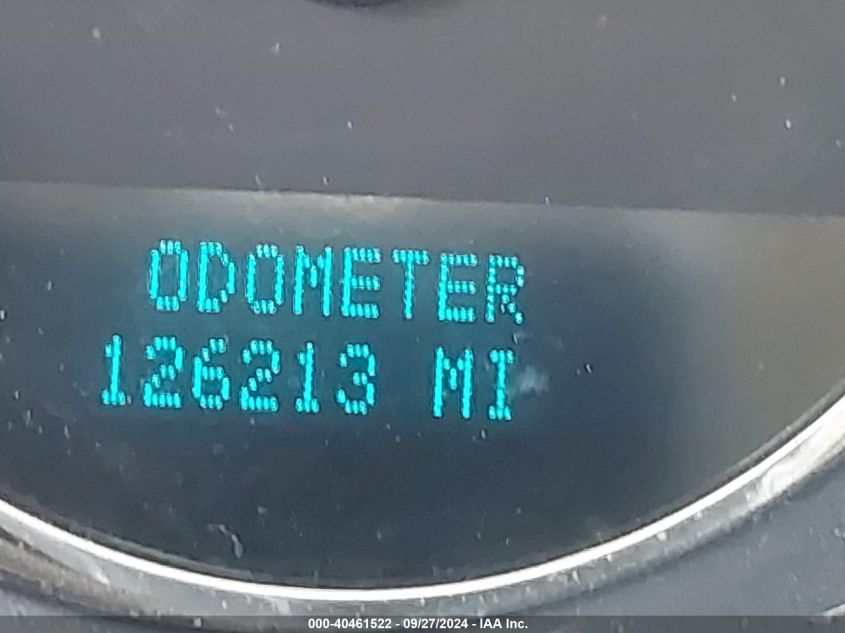 ODOMETER
126213 MI
000-40461522 - 09/27/2024 - IAA Inc.